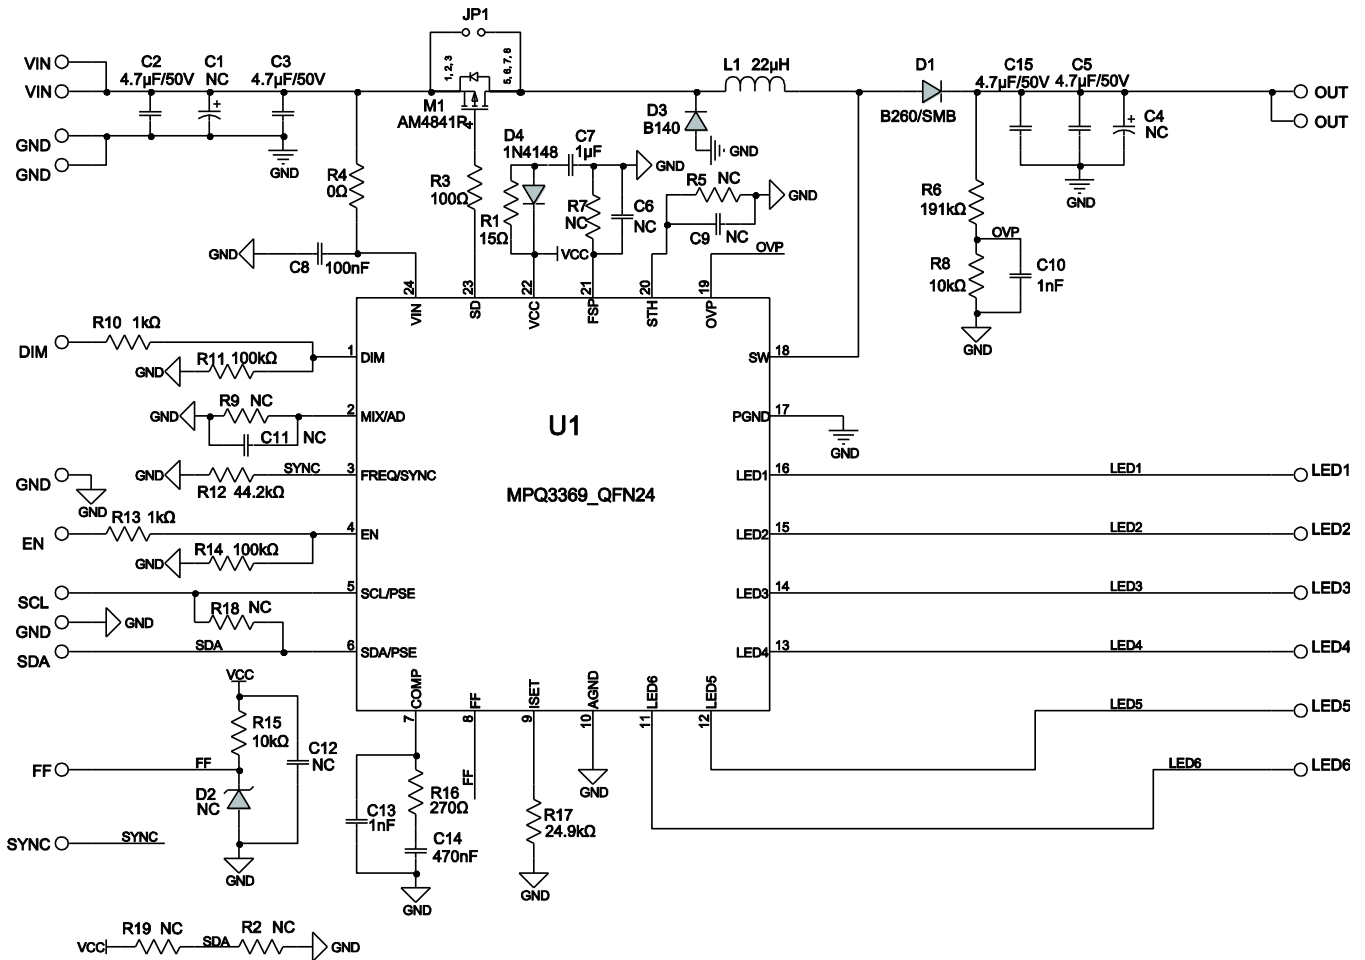 JP1
VIN
VIN
GND
GND
C2
4.7µF/50V
C1
NC
+
C3
4.7µF/50V
GND
1, 2, 3
5, 6, 7, 8
M1
AM4841R
L1 22µH
D1
B260/SMB
C15
4.7µF/50V
C5
4.7µF/50V
+
C4
NC
OUT
OUT
GND
D3
B140
GND
R4
0Ω
R3
100Ω
D4
1N4148
C7
1µF
GND
R1
15Ω
R7
NC
C6
NC
R5 NC
GND
C9 NC
VCC
OVP
R6
191kΩ
OVP
R8
10kΩ
C10
1nF
GND
GND
C8 100nF
24
23
22
21
20
19
VIN
SD
VCC
FSP
STH
OVP
DIM
R10 1kΩ
GND
R11 100kΩ
1 DIM
SW 18
GND
R9 NC
C11 NC
2 MIX/AD
PGND 17
GND
U1
MPQ3369_QFN24
GND
GND
GND
R12 44.2kΩ
SYNC
3 FREQ/SYNC
LED1 16
LED1
LED1
EN
R13 1kΩ
GND
R14 100kΩ
4 EN
LED2 15
LED2
LED2
SCL
R18 NC
5 SCL/PSE
LED3 14
LED3
LED3
GND
GND
SDA
SDA
6 SDA/PSE
LED4 13
LED4
LED4
COMP
FF
ISET
AGND
LED6
LED5
7
8
9
10
11
12
LED5
LED5
LED6
LED6
VCC
R15
10kΩ
C12
NC
FF
FF
D2
NC
GND
SYNC
SYNC
C13
1nF
R16
270Ω
C14
470nF
GND
FF
R17
24.9kΩ
GND
GND
VCC
R19 NC
SDA
R2 NC
GND